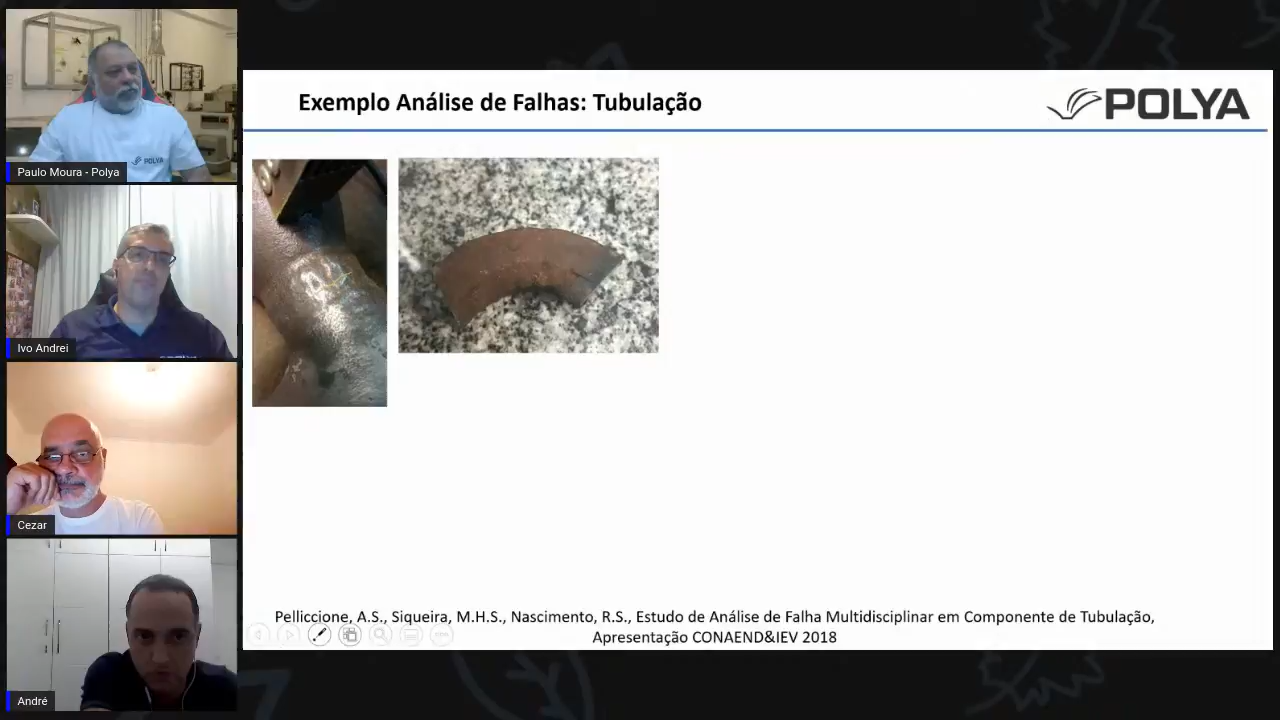 Exemplo Análise de Falhas: Tubulação
POLYA
POLYA
Paulo Moura - Polya
Ivo Andrei
Cezar
André
Pelliccione, A.S., Siqueira, M.H.S., Nascimento, R.S., Estudo de Análise de Falha Multidisciplinar em Componente de Tubulação,
Apresentação CONAEND&IEV 2018